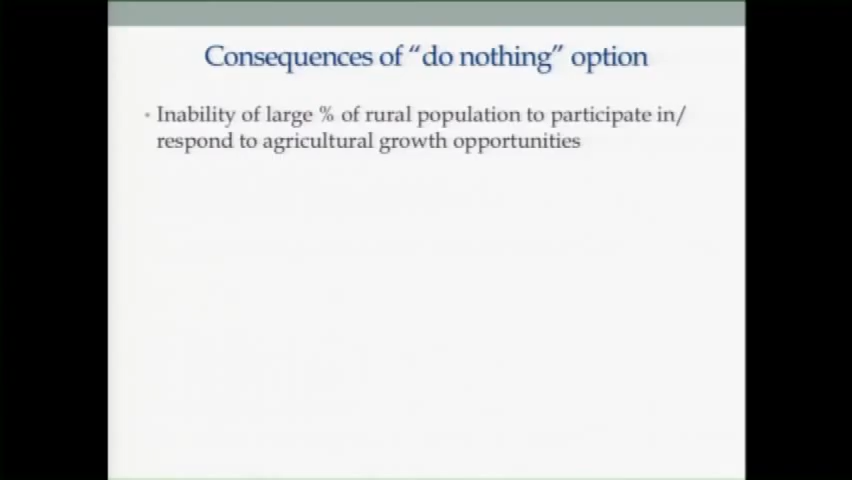 Consequences of “do nothing” option
• Inability of large % of rural population to participate in/
respond to agricultural growth opportunities